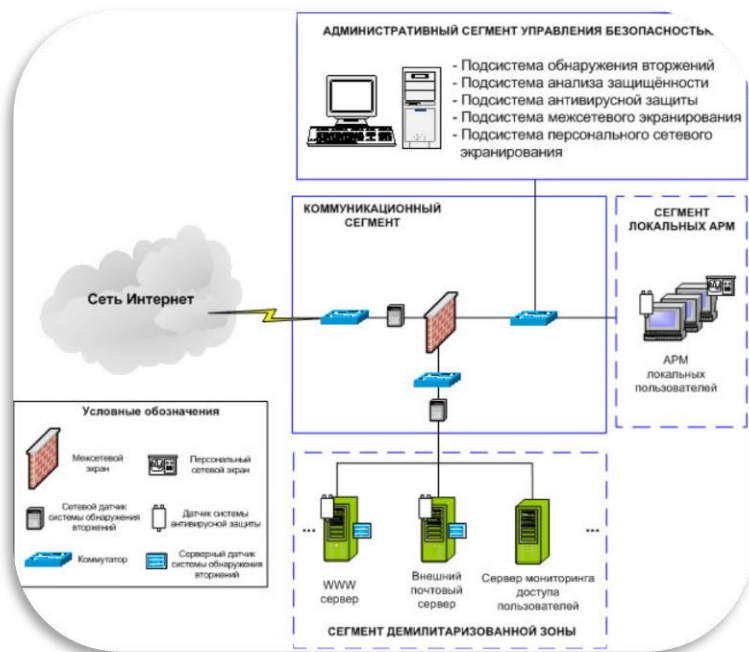 АДМИНИСТРАТИВНЫЙ СЕГМЕНТ УПРАВЛЕНИЯ БЕЗОПАСНОСТЬЮ
- Подсистема обнаружения вторжений
- Подсистема анализа защищённости
- Подсистема антивирусной защиты
- Подсистема межсетевого экранирования
- Подсистема персонального сетевого
экранирования
КОММУНИКАЦИОННЫЙ
СЕГМЕНТ
СЕГМЕНТ
ЛОКАЛЬНЫХ АРМ
Сеть Интернет
АРМ
локальных
пользователей
Условные обозначения
Межсетевой
экран
Персональный
сетевой экран
Сетевой датчик
системы обнаружения
вторжений
Датчик системы
антивирусной защиты
Коммутатор
Серверный датчик
системы обнаружения
вторжений
...
...
WWW
сервер
Внешний
почтовый
сервер
Сервер мониторинга
доступа
пользователей
СЕГМЕНТ ДЕМИЛИТАРИЗОВАННОЙ ЗОНЫ